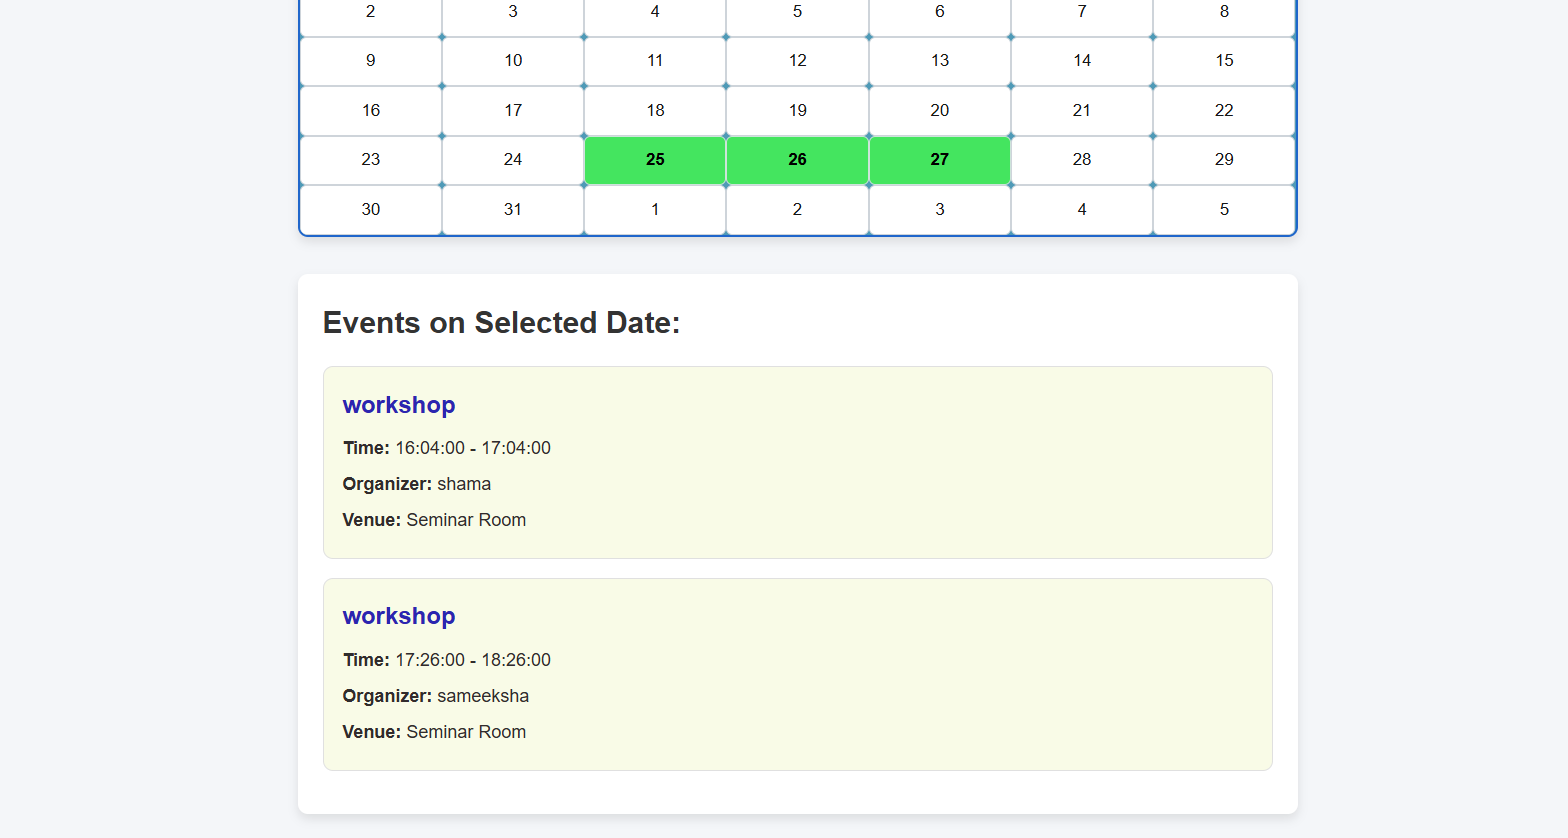 2 3 4 5 6 7 8
9 10 11 12 13 14 15
16 17 18 19 20 21 22
23 24 25 26 27 28 29
30 31 1 2 3 4 5
Events on Selected Date:
workshop
Time: 16:04:00 - 17:04:00
Organizer: shama
Venue: Seminar Room
workshop
Time: 17:26:00 - 18:26:00
Organizer: sameeksha
Venue: Seminar Room